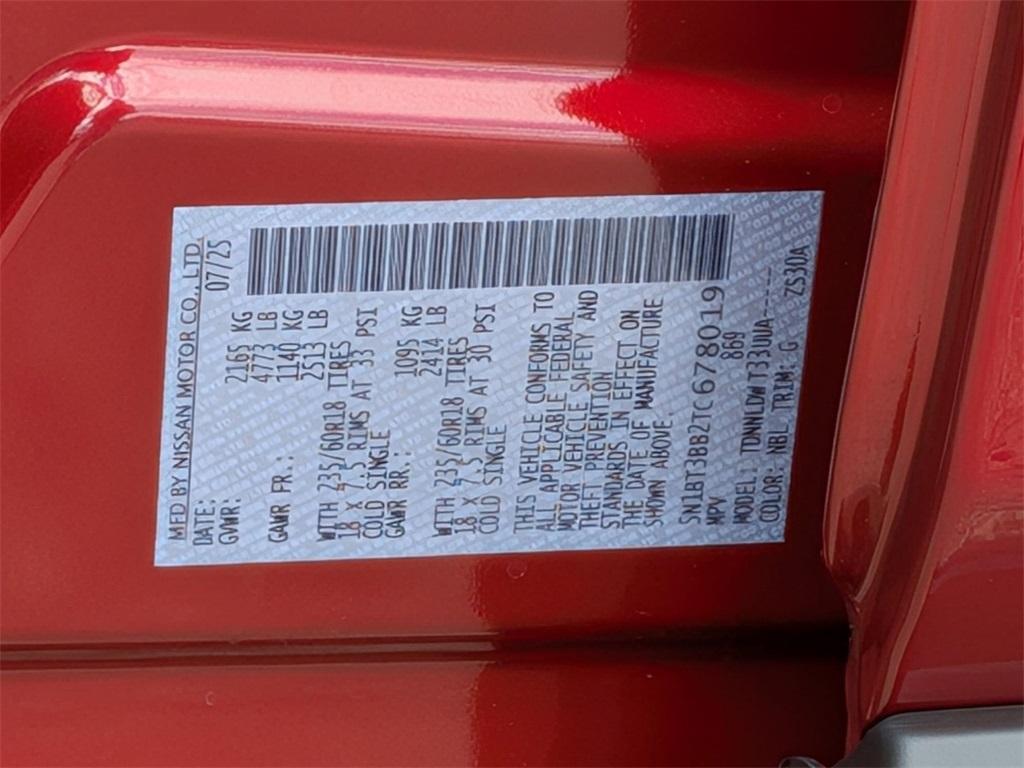 MFD BY NISSAN MOTOR CO., LTD.
DATE: 07/25
GVWR: 2165 KG
4773 LB
GAWR FR.: 1140 KG
2513 LB
WITH 235/60R18 TIRES
18 X 7.5 RIMS AT 33 PSI
COLD SINGLE
GAWR RR.: 1095 KG
2414 LB
WITH 235/60R18 TIRES
18 X 7.5 RIMS AT 30 PSI
COLD SINGLE
THIS VEHICLE CONFORMS TO
ALL APPLICABLE FEDERAL
MOTOR VEHICLE SAFETY AND
THEFT PREVENTION
STANDARDS IN EFFECT ON
THE DATE OF MANUFACTURE
SHOWN ABOVE.
5N1BT3BB2TC678019
MPV 869
MODEL: TDNNLDWT33UUA-----
COLOR: NBL TRIM: G ZS30A